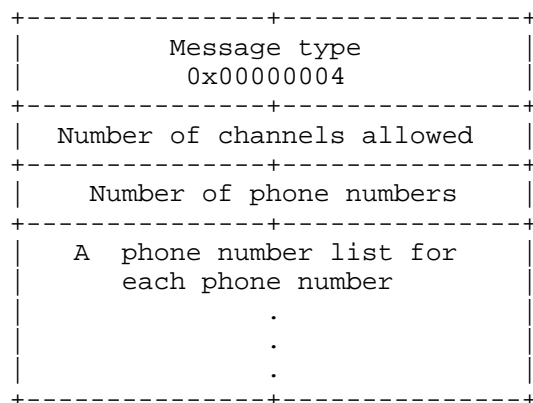 +---------------+---------------+
|          Message type         |
|           0x00000004          |
+---------------+---------------+
|  Number of channels allowed   |
+---------------+---------------+
|    Number of phone numbers    |
+---------------+---------------+
|   A  phone number list for    |
|      each phone number        |
|               .               |
|               .               |
|               .               |
+---------------+---------------+